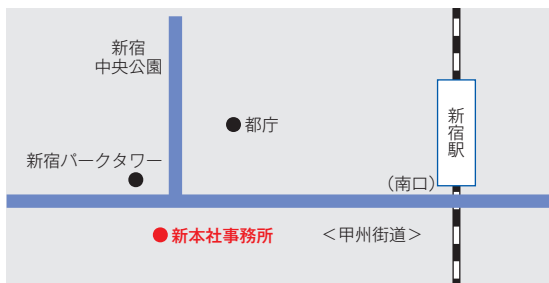 新宿
中央公園
都庁
新宿駅
新宿パークタワー
(南口)
新本社事務所
＜甲州街道＞